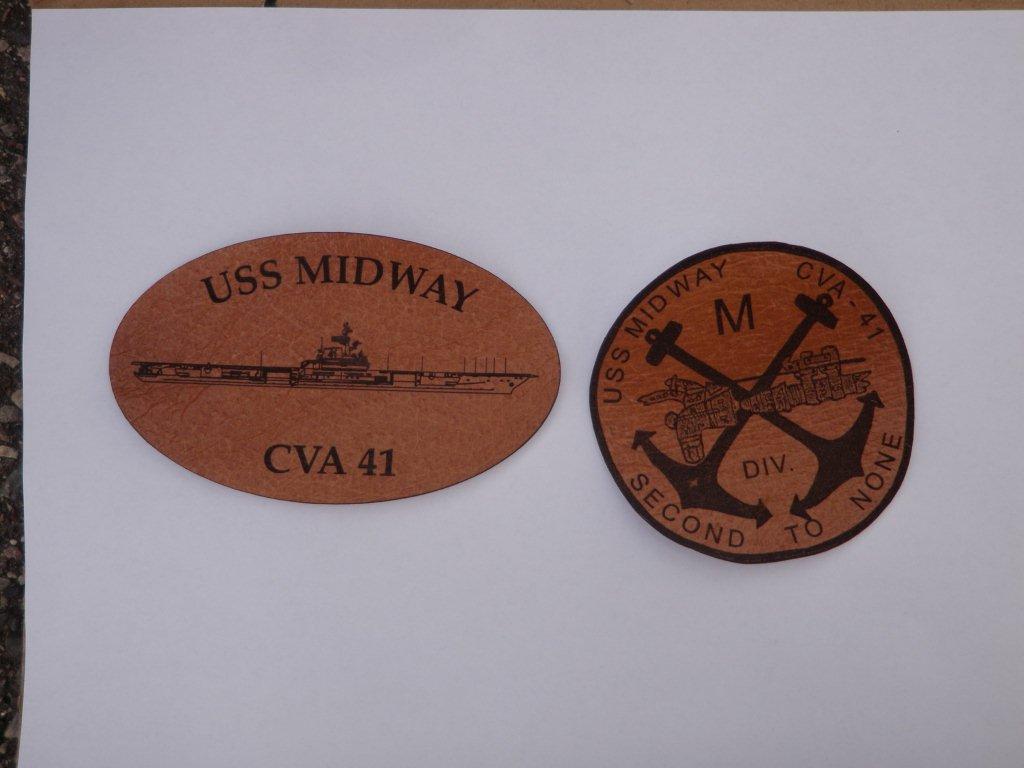 USS MIDWAY
CVA 41
USS MIDWAY CVA-41
M
DIV.
SECOND TO NONE